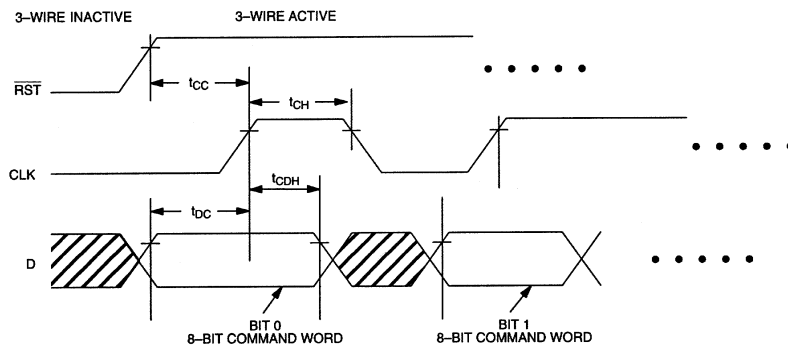 3–WIRE INACTIVE
3–WIRE ACTIVE
RST
tCC
tCH
CLK
tCDH
tDC
D
BIT 0
8–BIT COMMAND WORD
BIT 1
8–BIT COMMAND WORD